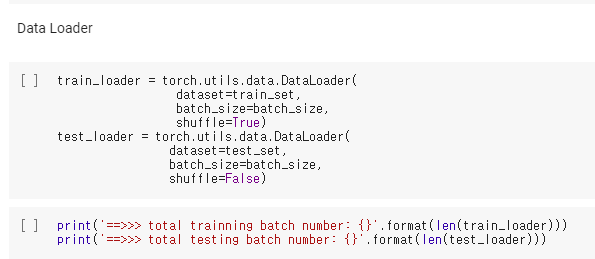 Data Loader
[ ] train_loader = torch.utils.data.DataLoader(
dataset=train_set,
batch_size=batch_size,
shuffle=True)
test_loader = torch.utils.data.DataLoader(
dataset=test_set,
batch_size=batch_size,
shuffle=False)
[ ] print('==>>> total trainning batch number: {}'.format(len(train_loader)))
print('==>>> total testing batch number: {}'.format(len(test_loader)))